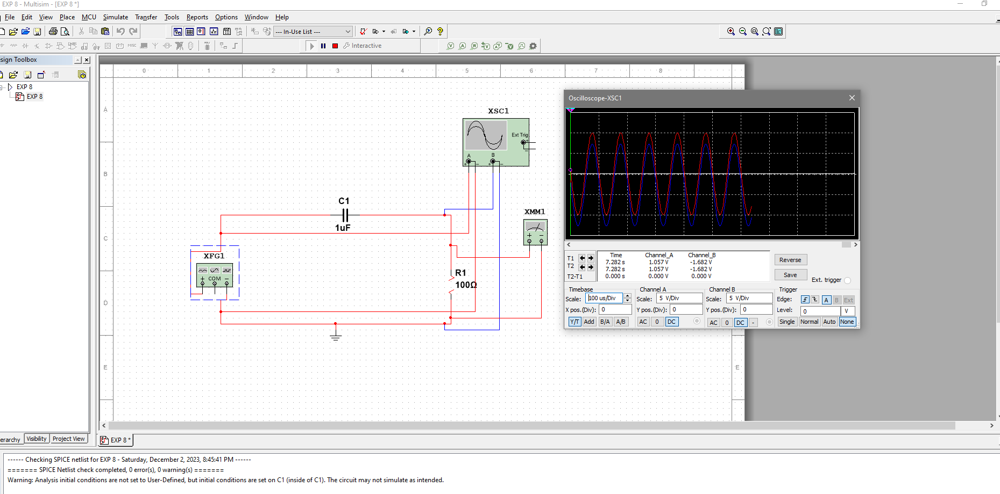 EXP 8 - Multisim - [EXP 8 *]
File Edit View Place MCU Simulate Transfer Tools Reports Options Window Help
--- In-Use List ---
MISC Interactive
V A W A V V
esign Toolbox
EXP 8
EXP 8
0 1 2 3 4 5 6 7 8
A
B
C
D
E
E
XSC1
Ext Trig
+
-
A B
+ - + -
C1
1uF
XMM1
+ -
XFG1
+ COM -
R1
100Ω
Oscilloscope-XSC1
T1
T2
T2-T1
Time Channel_A Channel_B
7.282 s 1.057 V -1.682 V
7.282 s 1.057 V -1.682 V
0.000 s 0.000 V 0.000 V
Reverse
Save
Ext. trigger
Timebase
Scale: 100 us/Div
X pos.(Div): 0
Y/T Add B/A A/B
Channel A
Scale: 5 V/Div
Y pos.(Div): 0
AC 0 DC
Channel B
Scale: 5 V/Div
Y pos.(Div): 0
AC 0 DC -
Trigger
Edge: A B Ext
Level: 0 V
Single Normal Auto None
erarchy Visibility Project View
EXP 8 *
------ Checking SPICE netlist for EXP 8 - Saturday, December 2, 2023, 8:45:41 PM ------
======= SPICE Netlist check completed, 0 error(s), 0 warning(s) =======
Warning: Analysis initial conditions are not set to User-Defined, but initial conditions are set on C1 (inside of C1). The circuit may not simulate as intended.